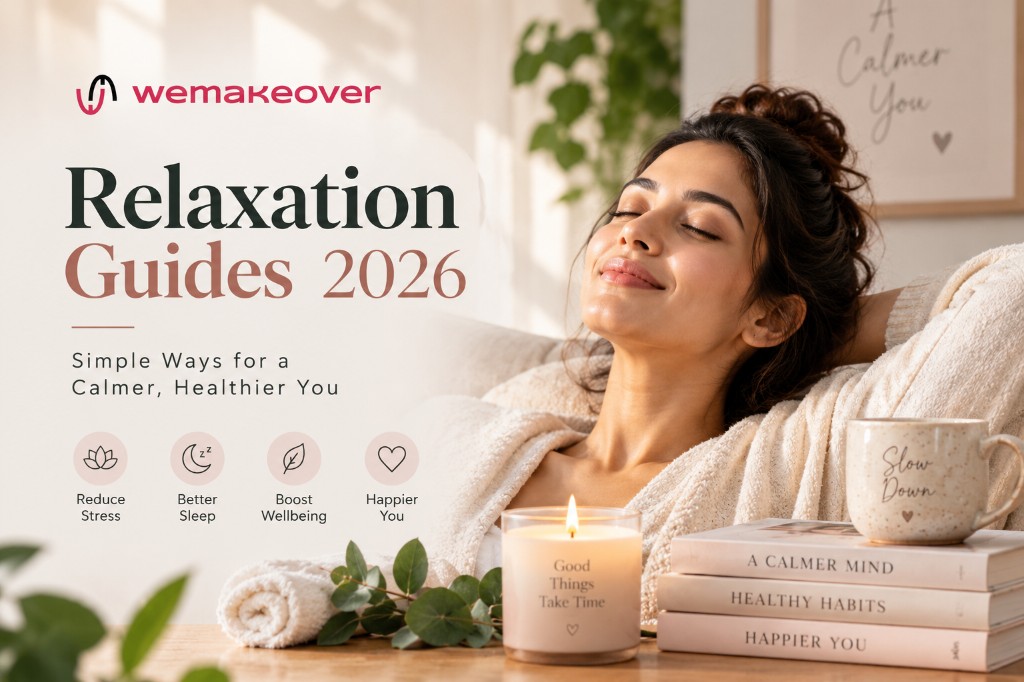 wemakeover
Relaxation
Guides 2026
Simple Ways for a
Calmer, Healthier You
Reduce
Stress
Better
Sleep
Boost
Wellbeing
Happier
You
A
Calmer
You
Slow
Down
Good
Things
Take Time
A CALMER MIND
HEALTHY HABITS
HAPPIER YOU